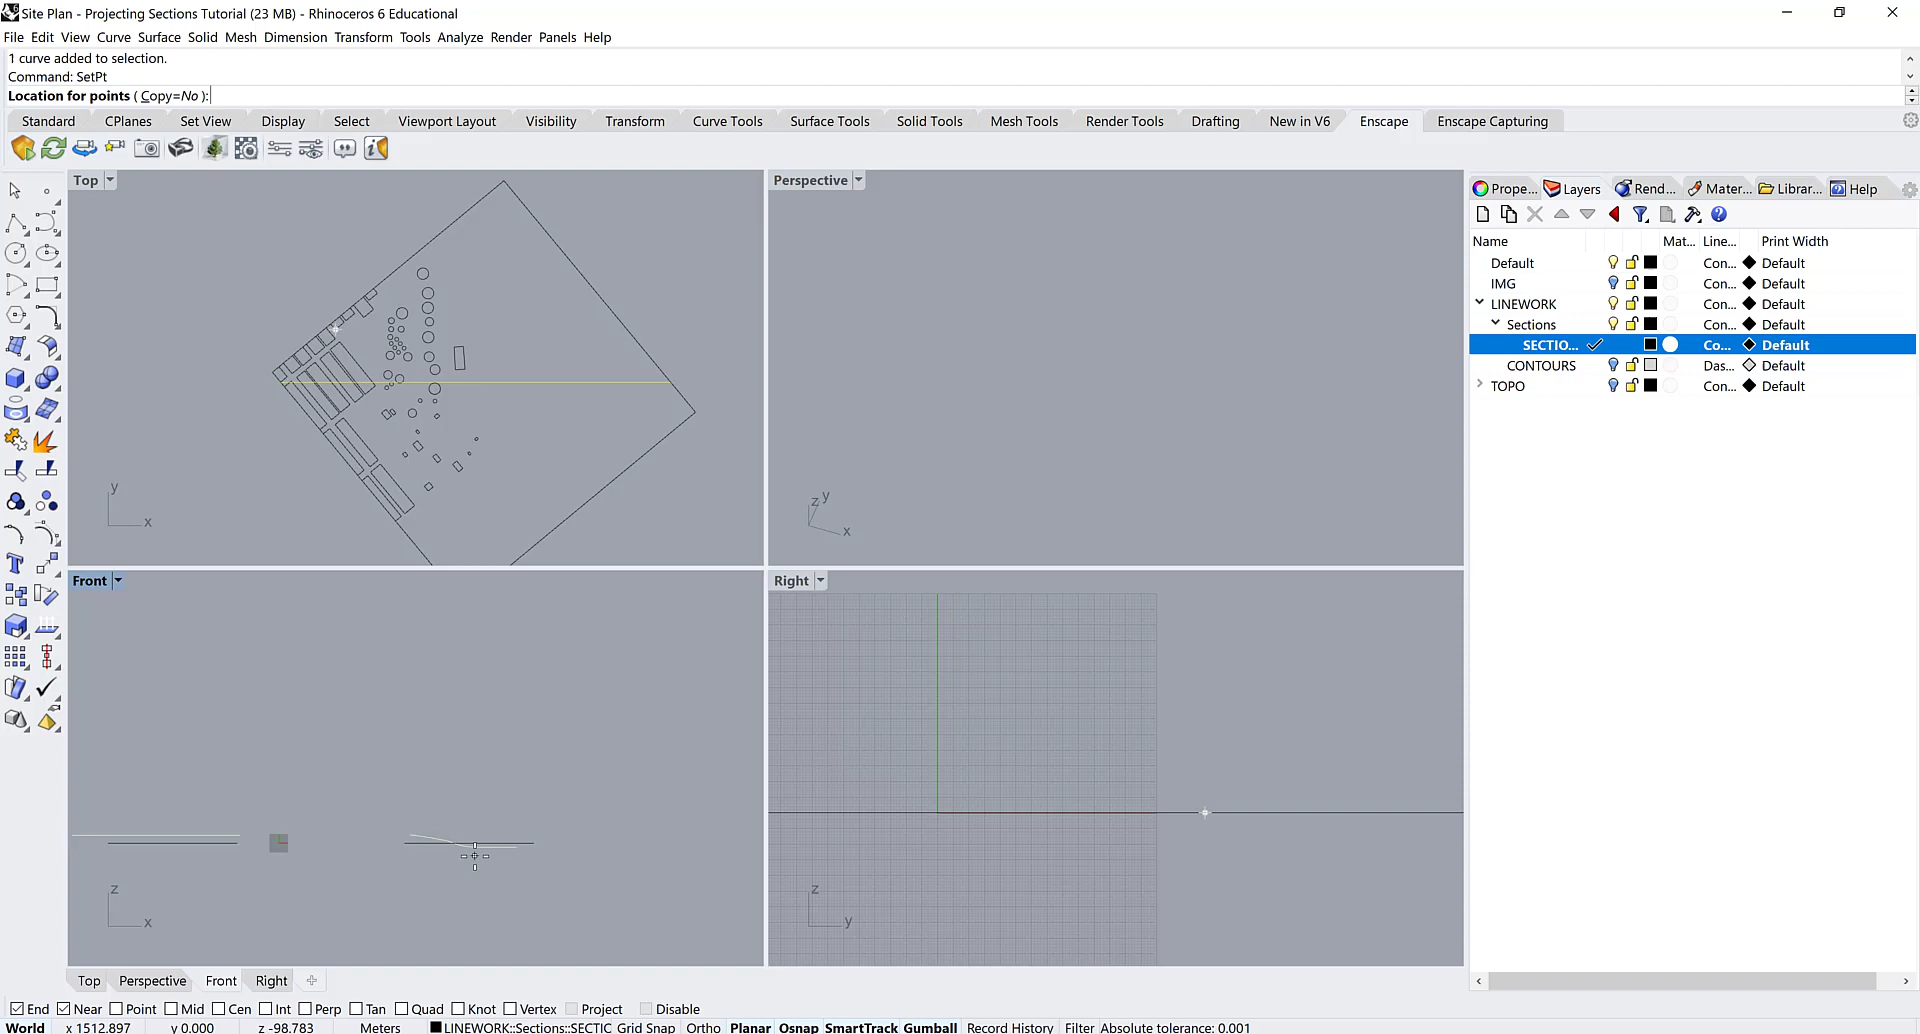 Site Plan - Projecting Sections Tutorial (23 MB) - Rhinoceros 6 Educational
File Edit View Curve Surface Solid Mesh Dimension Transform Tools Analyze Render Panels Help
1 curve added to selection.
Command: SetPt
Location for points ( Copy=No ):
Standard CPlanes Set View Display Select Viewport Layout Visibility Transform Curve Tools Surface Tools Solid Tools Mesh Tools Render Tools Drafting New in V6 Enscape Enscape Capturing
Top
y
x
Perspective
z y
x
Front
z
x
Right
z
y
Prope... Layers Rend... Mater... Librar... Help
Name Mat... Line... Print Width
Default Con... Default
IMG Con... Default
LINEWORK Con... Default
Sections Con... Default
SECTIO... Co... Default
CONTOURS Das... Default
TOPO Con... Default
Top Perspective Front Right
End Near Point Mid Cen Int Perp Tan Quad Knot Vertex Project Disable
World x 1512.897 y 0.000 z -98.783 Meters LINEWORK::Sections::SECTIC Grid Snap Ortho Planar Osnap SmartTrack Gumball Record History Filter Absolute tolerance: 0.001